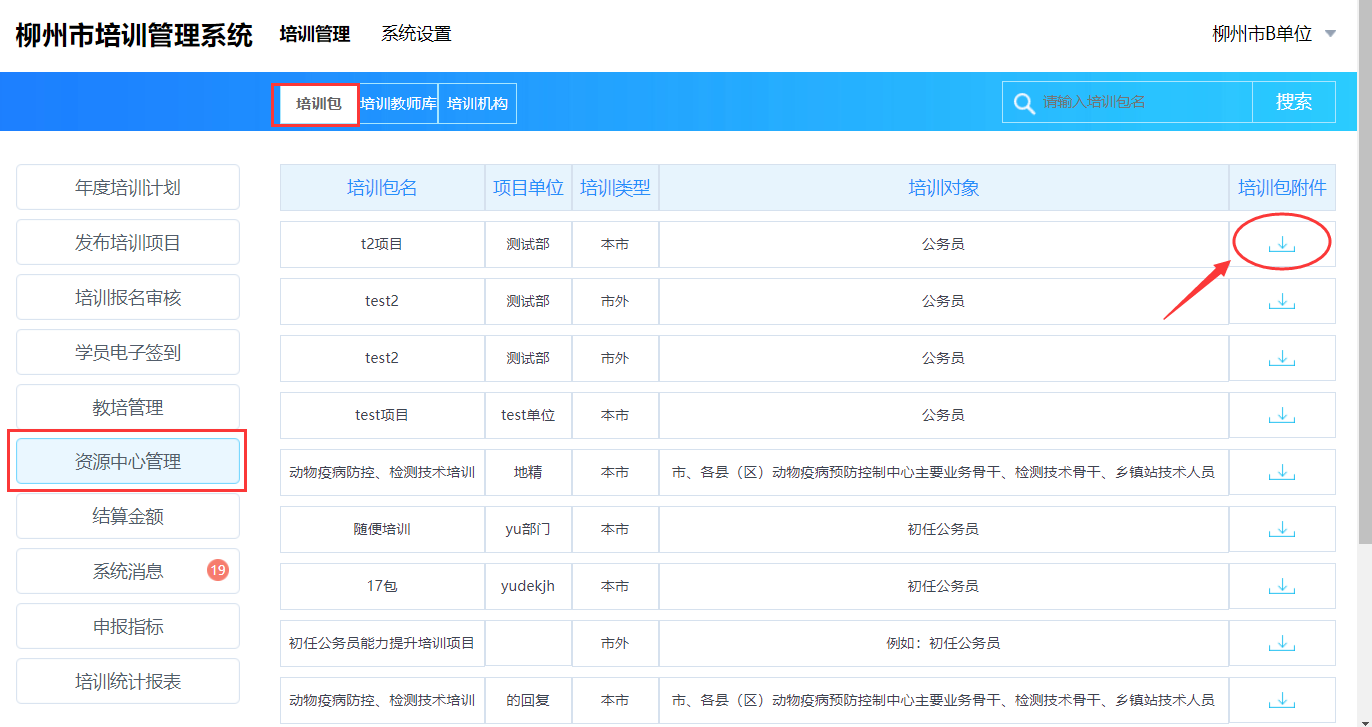 柳州市培训管理系统 培训管理 系统设置 柳州市B单位
培训包 培训教师库 培训机构 请输入培训包名 搜索
年度培训计划
发布培训项目
培训报名审核
学员电子签到
教培管理
资源中心管理
结算金额
系统消息 19
申报指标
培训统计报表
培训包名 项目单位 培训类型 培训对象 培训包附件
t2项目 测试部 本市 公务员
test2 测试部 市外 公务员
test2 测试部 市外 公务员
test项目 test单位 本市 公务员
动物疫病防控、检测技术培训 地精 本市 市、各县（区）动物疫病预防控制中心主要业务骨干、检测技术骨干、乡镇站技术人员
随便培训 yu部门 本市 初任公务员
17包 yudekjh 本市 初任公务员
初任公务员能力提升培训项目 市外 例如：初任公务员
动物疫病防控、检测技术培训 的回复 本市 市、各县（区）动物疫病预防控制中心主要业务骨干、检测技术骨干、乡镇站技术人员